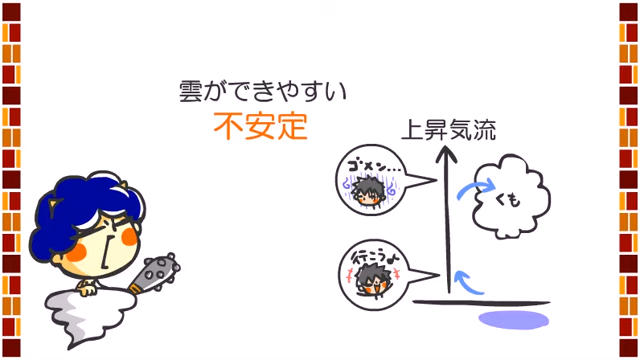 雲ができやすい
不安定
上昇気流
ゴメン...
くも
行こう♪